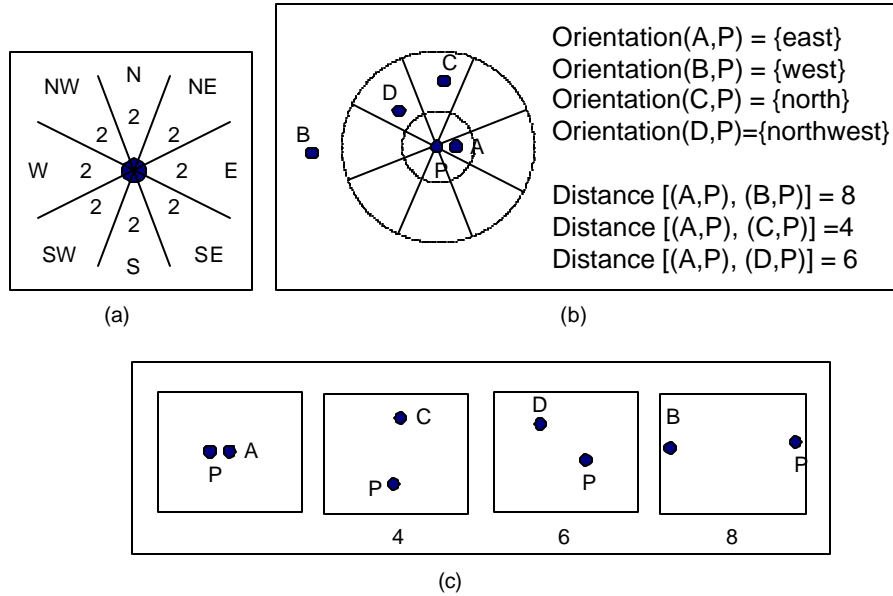 N
NW NE
2
2 2
W 2 2 E
2 2
2
SW SE
S
(a)
C
D
B
A
P
Orientation(A,P) = {east}
Orientation(B,P) = {west}
Orientation(C,P) = {north}
Orientation(D,P)={northwest}
Distance [(A,P), (B,P)] = 8
Distance [(A,P), (C,P)] =4
Distance [(A,P), (D,P)] = 6
(b)
A
P
C
P
4
D
P
6
B
P
8
(c)